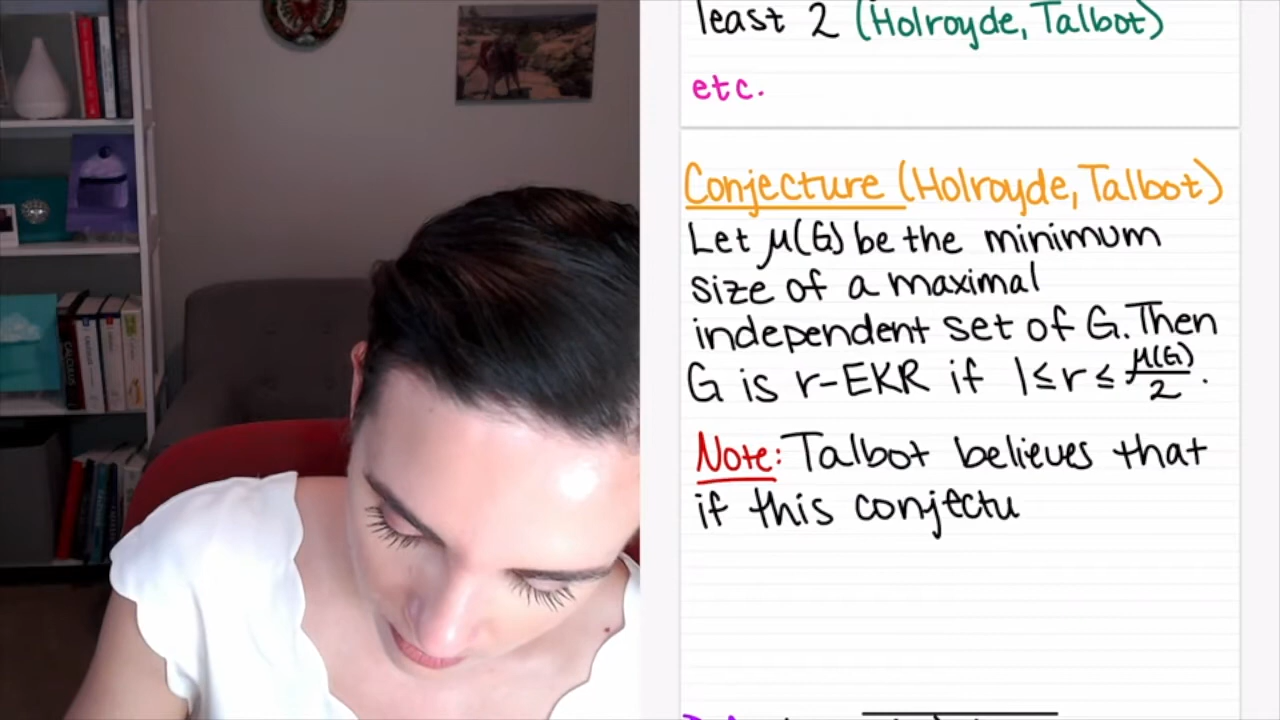 least 2 (Holroyde, Talbot)
etc.
Conjecture (Holroyde, Talbot)
Let μ(G) be the minimum
size of a maximal
independent set of G. Then
G is r-EKR if 1≤r≤ μ(G)/2.
Note: Talbot believes that
if this conjectu
CALCULUS